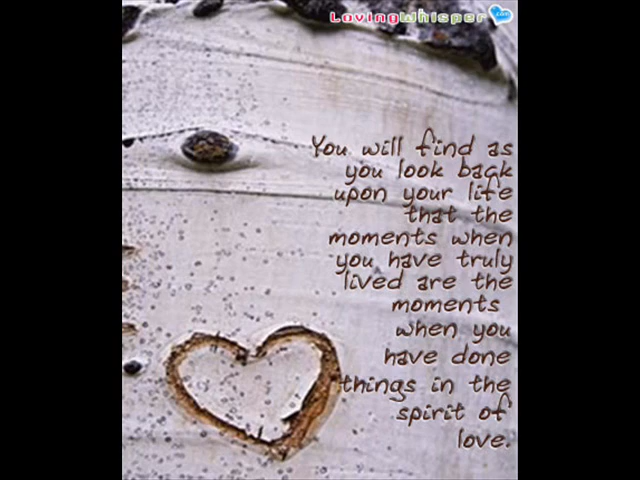 LovingWhisper.com
You will find as
you look back
upon your life
that the
moments when
you have truly
lived are the
moments
when you
have done
things in the
spirit of
love.